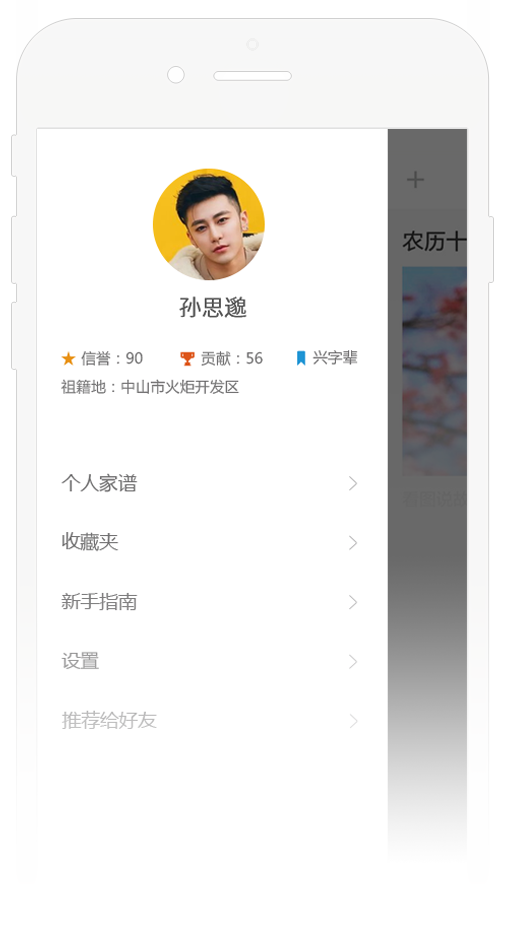 孙思邈
信誉：90 贡献：56 兴字辈
祖籍地：中山市火炬开发区
农历十
个人家谱
收藏夹
新手指南
设置
推荐给好友